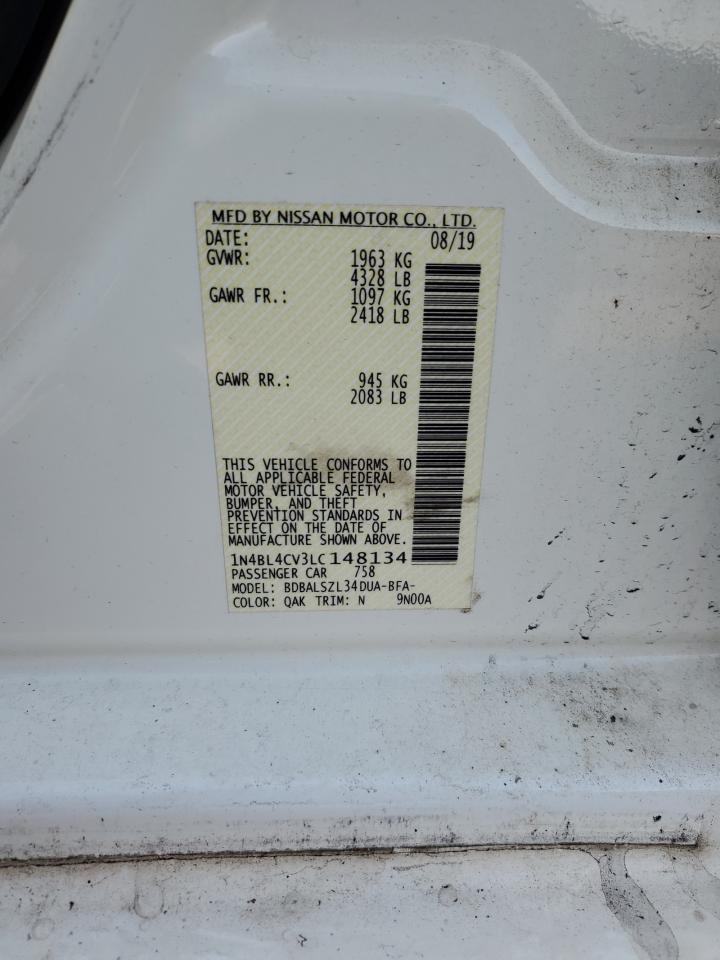 MFD BY NISSAN MOTOR CO., LTD.
DATE: 08/19
GVWR: 1963 KG
4328 LB
GAWR FR.: 1097 KG
2418 LB
GAWR RR.: 945 KG
2083 LB
THIS VEHICLE CONFORMS TO
ALL APPLICABLE FEDERAL
MOTOR VEHICLE SAFETY,
BUMPER, AND THEFT
PREVENTION STANDARDS IN
EFFECT ON THE DATE OF
MANUFACTURE SHOWN ABOVE.
1N4BL4CV3LC148134
PASSENGER CAR 758
MODEL: BDBALSZL34DUA-BFA-
COLOR: QAK TRIM: N 9N00A